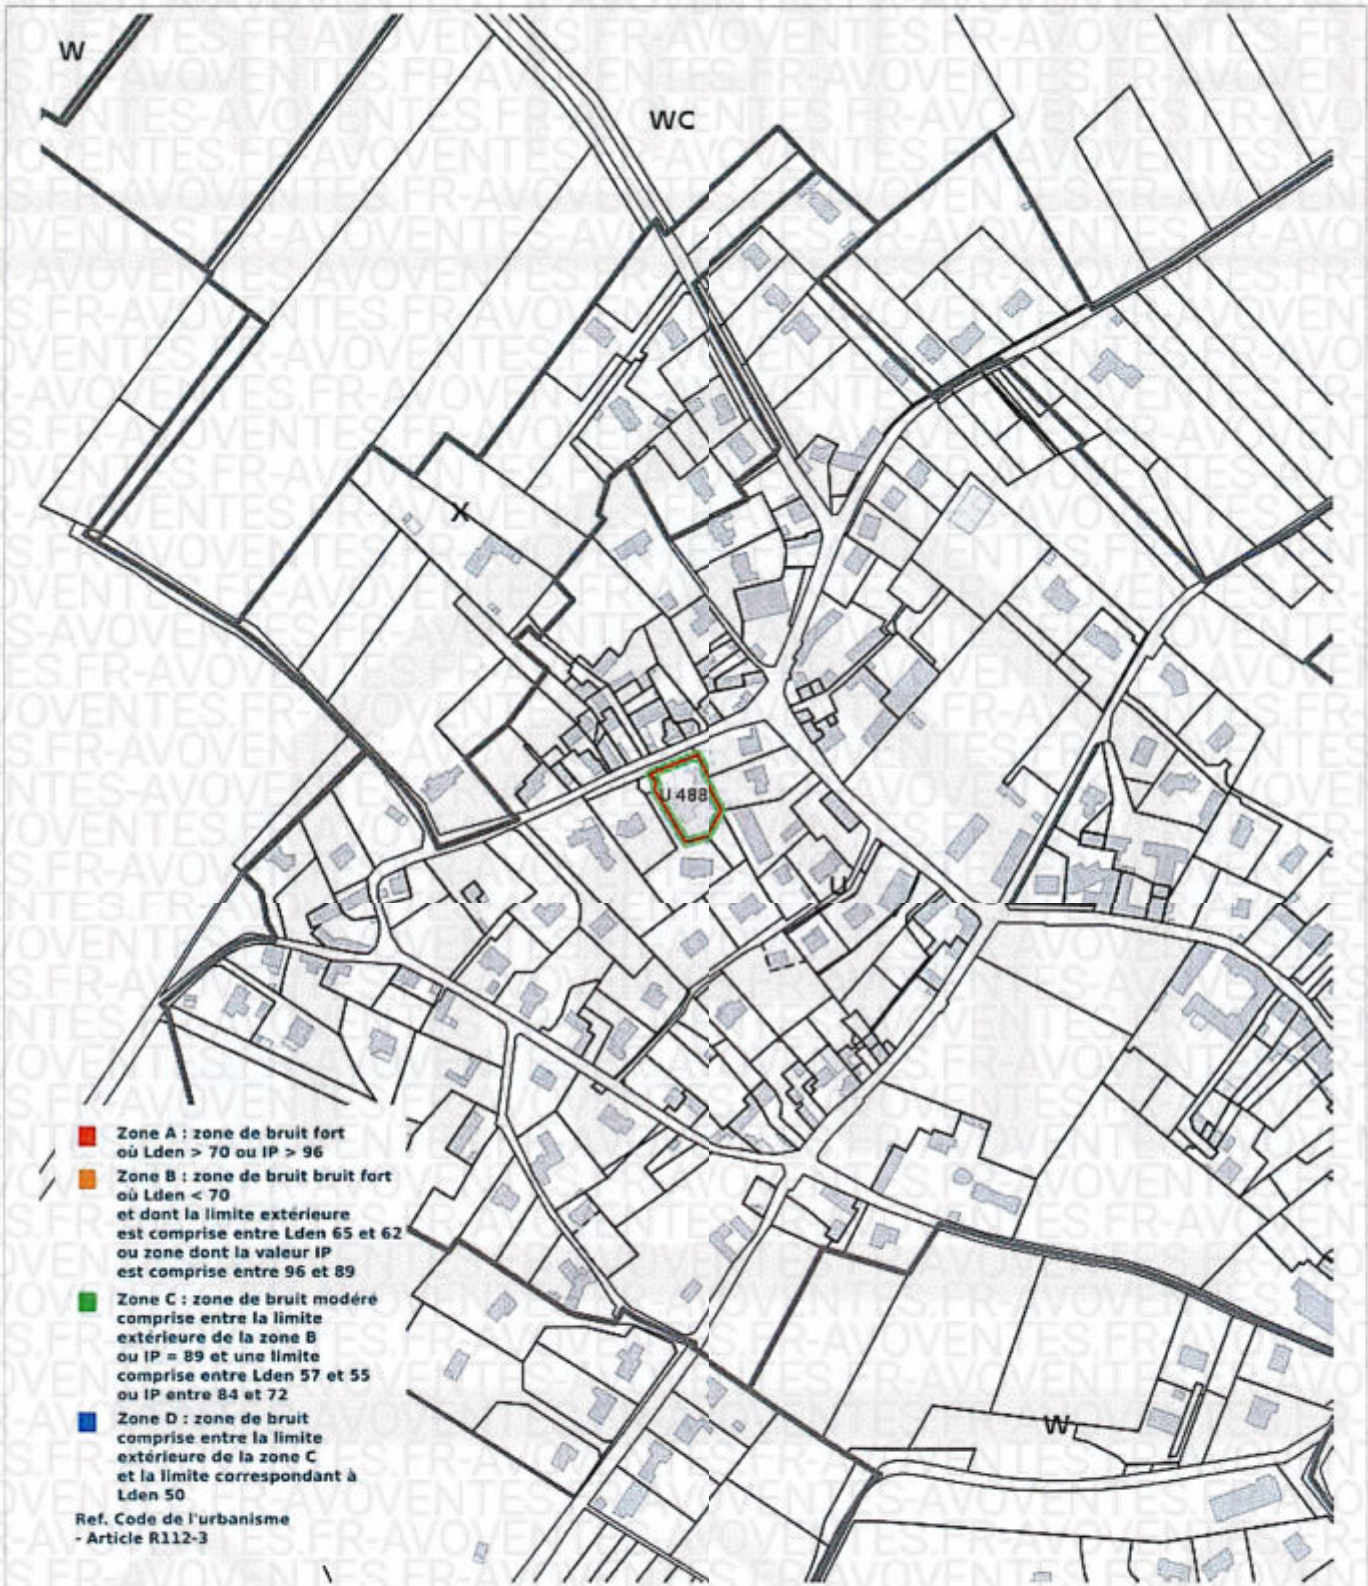 W
WC
X
U 488
U
Zone A : zone de bruit fort
où Lden > 70 ou IP > 96
Zone B : zone de bruit bruit fort
où Lden < 70
et dont la limite extérieure
est comprise entre Lden 65 et 62
ou zone dont la valeur IP
est comprise entre 96 et 89
Zone C : zone de bruit modéré
comprise entre la limite
extérieure de la zone B
ou IP = 89 et une limite
comprise entre Lden 57 et 55
ou IP entre 84 et 72
Zone D : zone de bruit
comprise entre la limite
extérieure de la zone C
et la limite correspondant à
Lden 50
Ref. Code de l'urbanisme
- Article R112-3
W